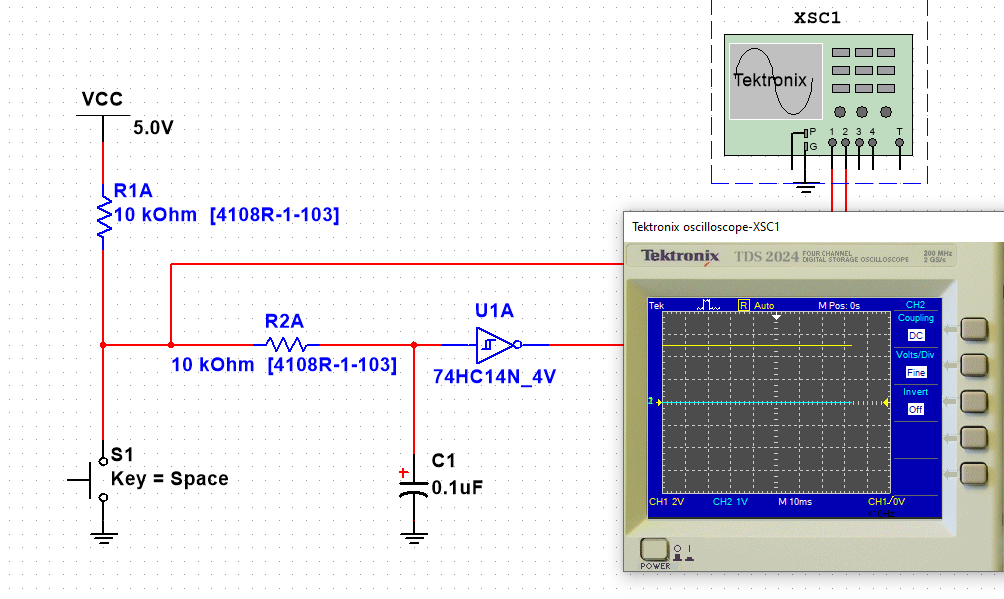 XSC1
Tektronix
P
G
1 2 3 4 T
VCC
5.0V
R1A
10 kOhm [4108R-1-103]
R2A
10 kOhm [4108R-1-103]
U1A
74HC14N_4V
S1
Key = Space
+
C1
0.1uF
Tektronix oscilloscope-XSC1
Tektronix TDS 2024 FOUR CHANNEL
DIGITAL STORAGE OSCILLOSCOPE
200 MHz
2 GS/s
Tek R Auto M Pos: 0s CH2
Coupling
DC
Volts/Div
Fine
Invert
Off
1
CH1 2V CH2 1V M 10ms CH1/0V
POWER